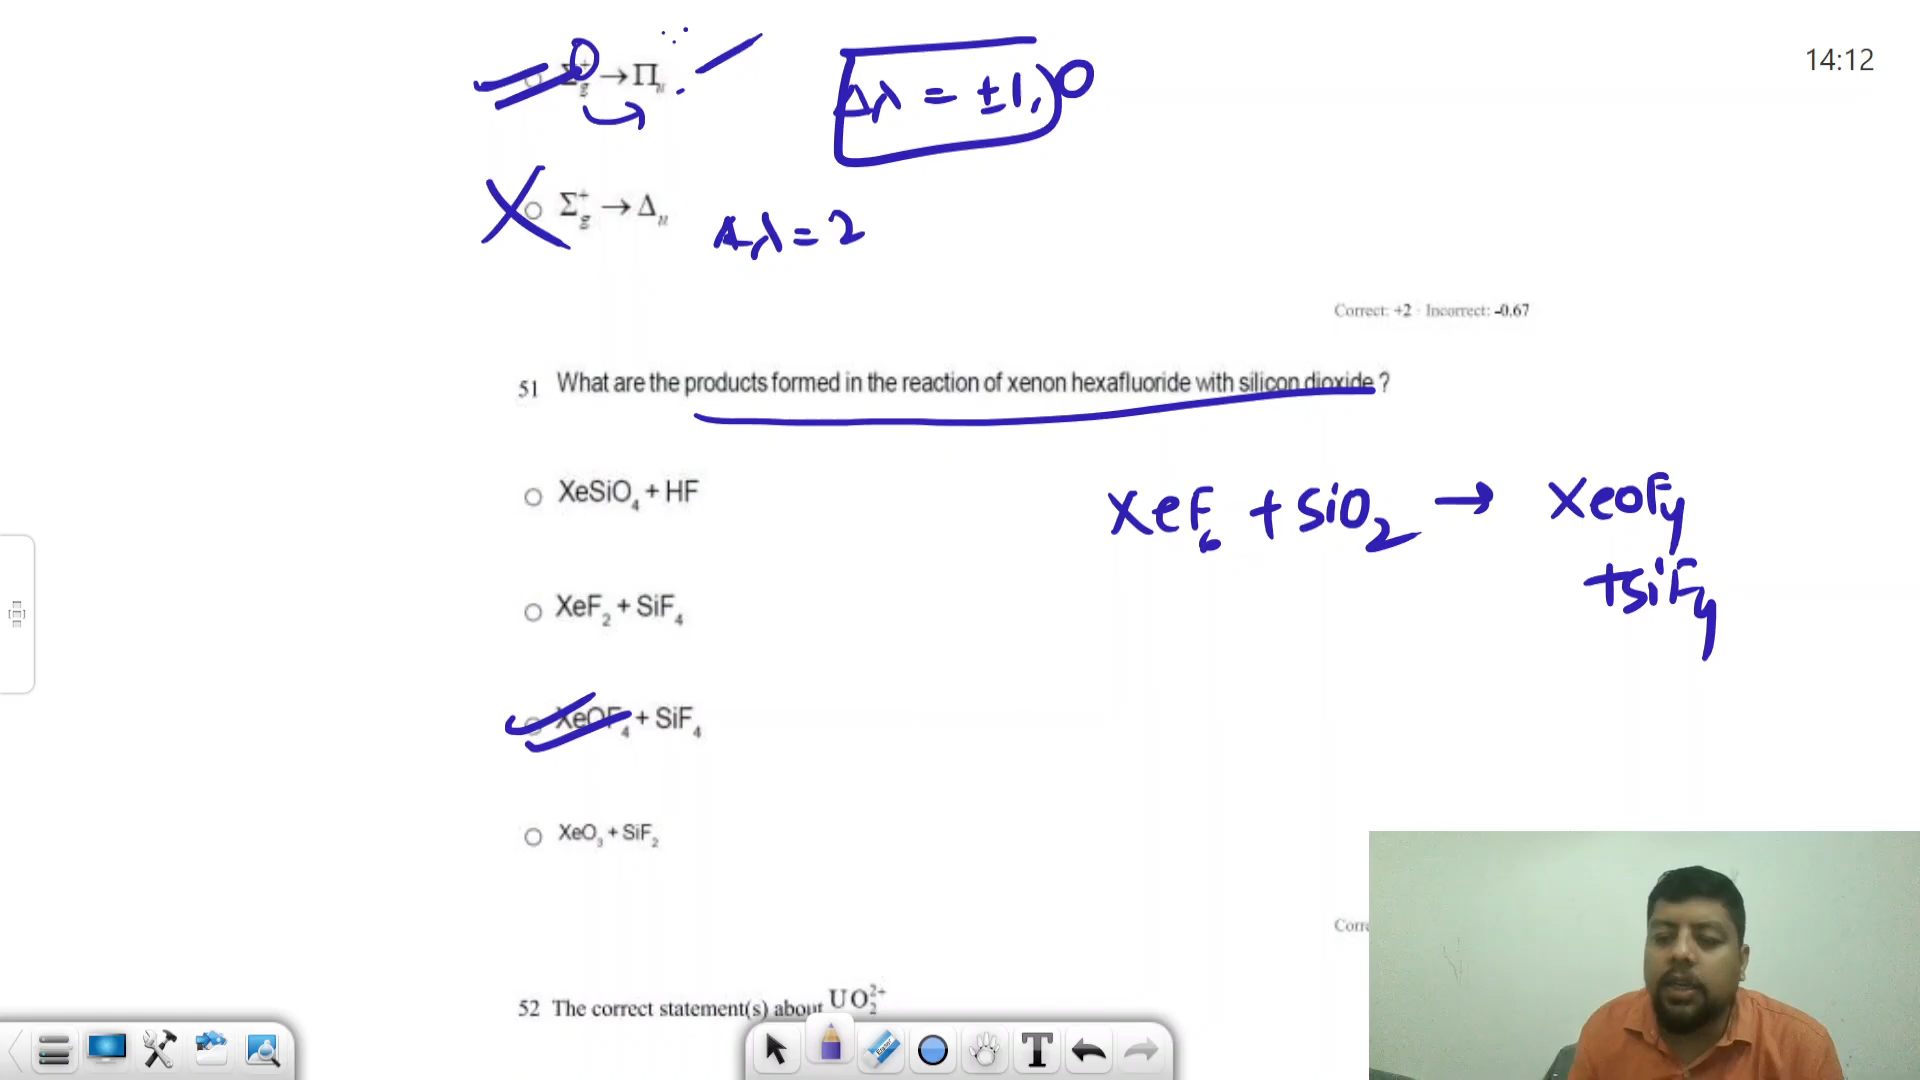 14:12
Σg+ → Πu
Δλ = ±1, 0
Σg+ → Δu
Δλ = 2
Correct: +2 · Incorrect: -0.67
51 What are the products formed in the reaction of xenon hexafluoride with silicon dioxide ?
XeSiO4 + HF
XeF6 + SiO2 → XeOF4
+ SiF4
XeF2 + SiF4
XeOF4 + SiF4
XeO3 + SiF2
52 The correct statement(s) about UO2 2+
T